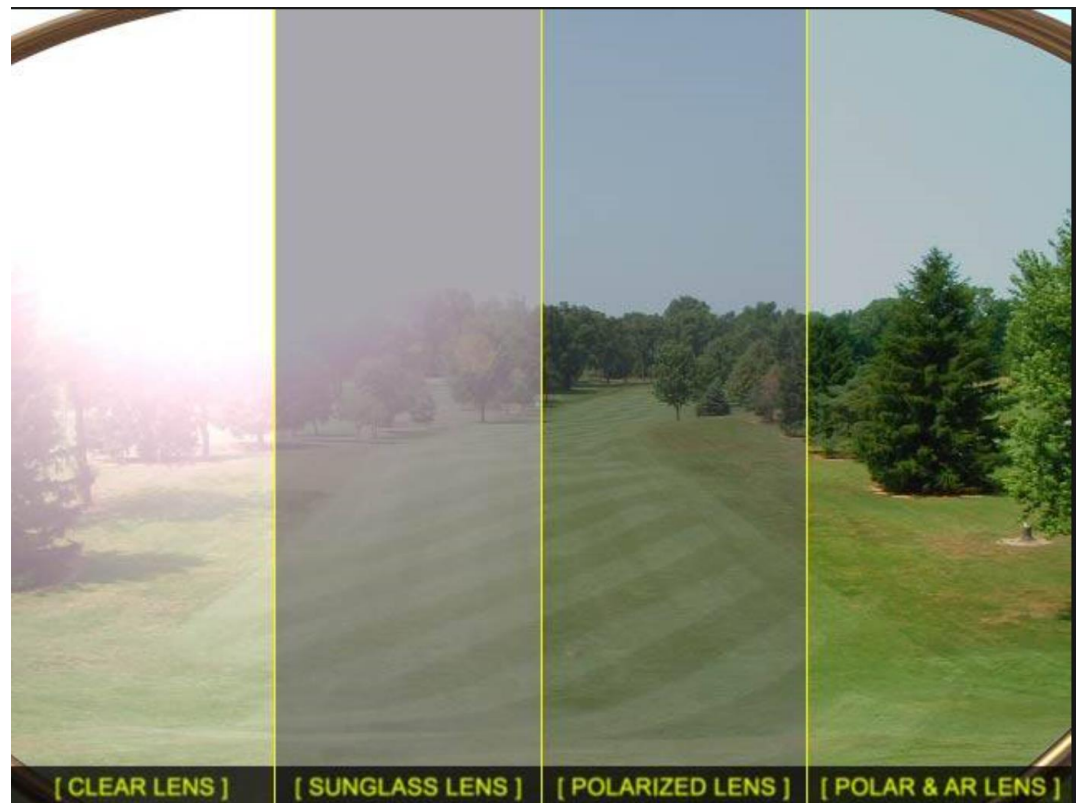 [ CLEAR LENS ]
[ SUNGLASS LENS ]
[ POLARIZED LENS ]
[ POLAR & AR LENS ]